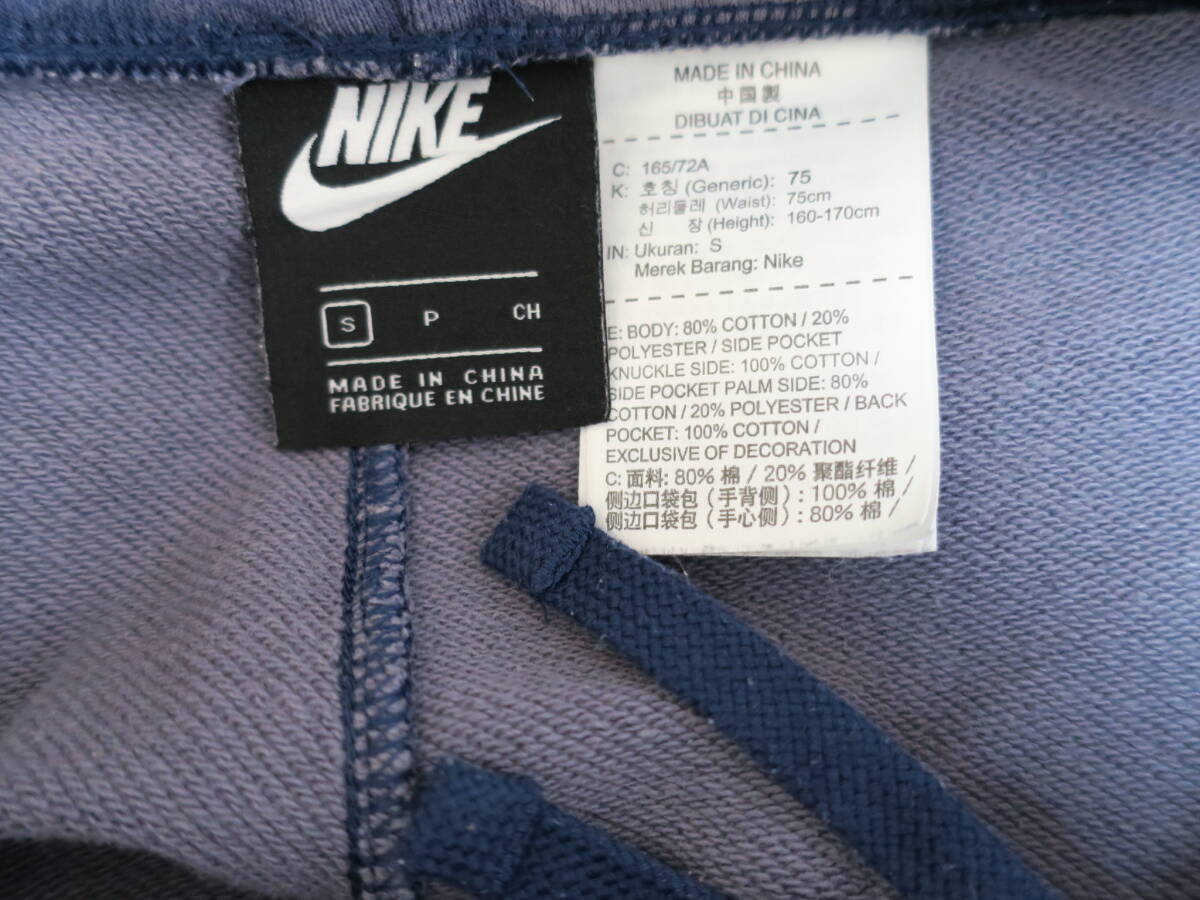 NIKE
S P CH
MADE IN CHINA
FABRIQUE EN CHINE
MADE IN CHINA
中国製
DIBUAT DI CINA
C: 165/72A
K: 호칭 (Generic): 75
허리둘레 (Waist): 75cm
신 장 (Height): 160-170cm
IN: Ukuran: S
Merek Barang: Nike
E: BODY: 80% COTTON / 20%
POLYESTER / SIDE POCKET
KNUCKLE SIDE: 100% COTTON /
SIDE POCKET PALM SIDE: 80%
COTTON / 20% POLYESTER / BACK
POCKET: 100% COTTON /
EXCLUSIVE OF DECORATION
C: 面料: 80% 棉 / 20% 聚酯纤维 /
侧边口袋包（手背侧）: 100% 棉 /
侧边口袋包（手心侧）: 80% 棉 /